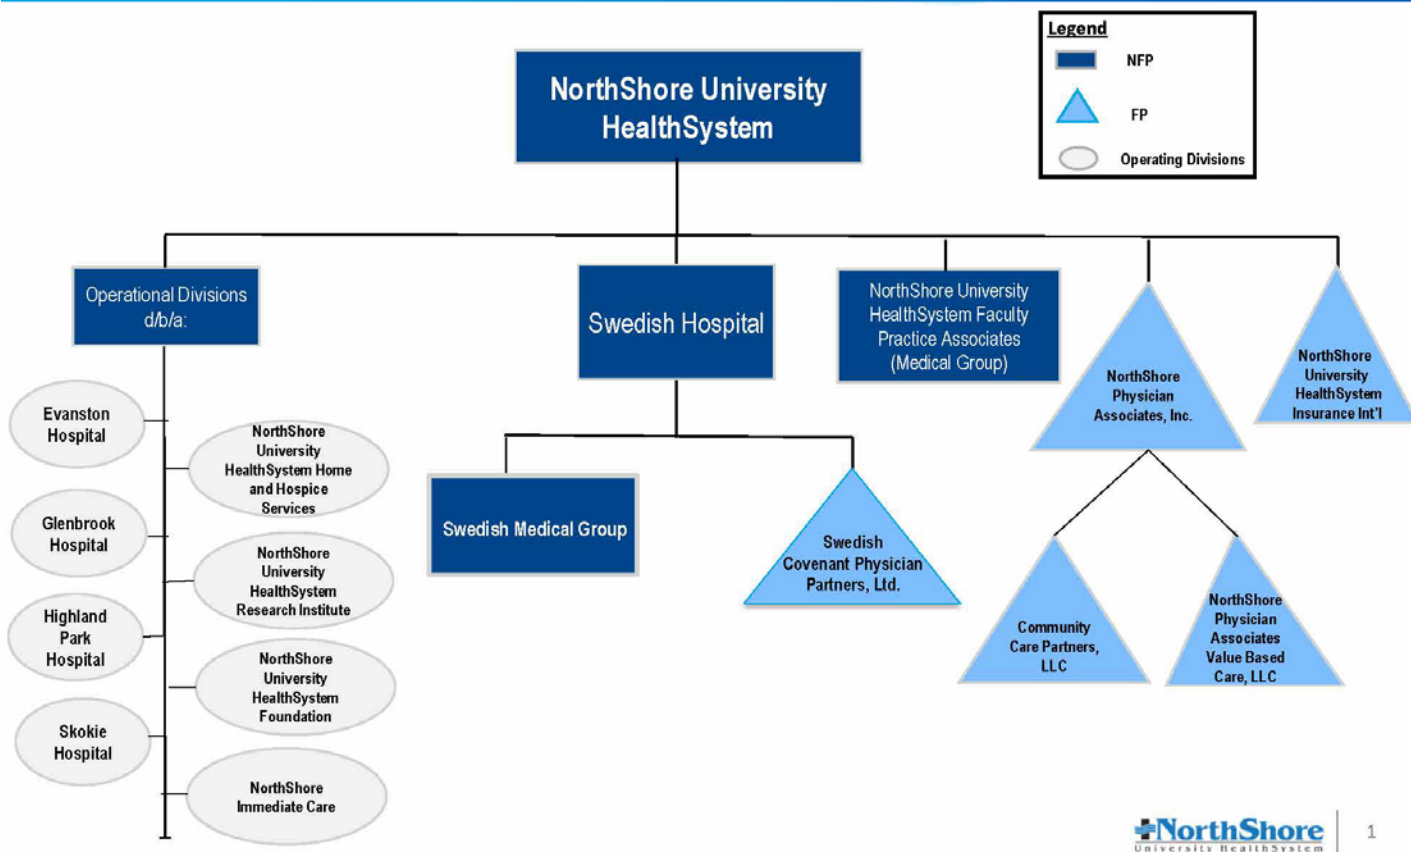 Legend
NFP
FP
Operating Divisions
NorthShore University
HealthSystem
Operational Divisions
d/b/a:
Swedish Hospital
NorthShore University
HealthSystem Faculty
Practice Associates
(Medical Group)
NorthShore
Physician
Associates, Inc.
NorthShore
University
HealthSystem
Insurance Int'l
Evanston
Hospital
NorthShore
University
HealthSystem Home
and Hospice
Services
Glenbrook
Hospital
NorthShore
University
HealthSystem
Research Institute
Highland
Park
Hospital
NorthShore
University
HealthSystem
Foundation
Skokie
Hospital
NorthShore
Immediate Care
Swedish Medical Group
Swedish
Covenant Physician
Partners, Ltd.
Community
Care Partners,
LLC
NorthShore
Physician
Associates
Value Based
Care, LLC
NorthShore
University HealthSystem
1